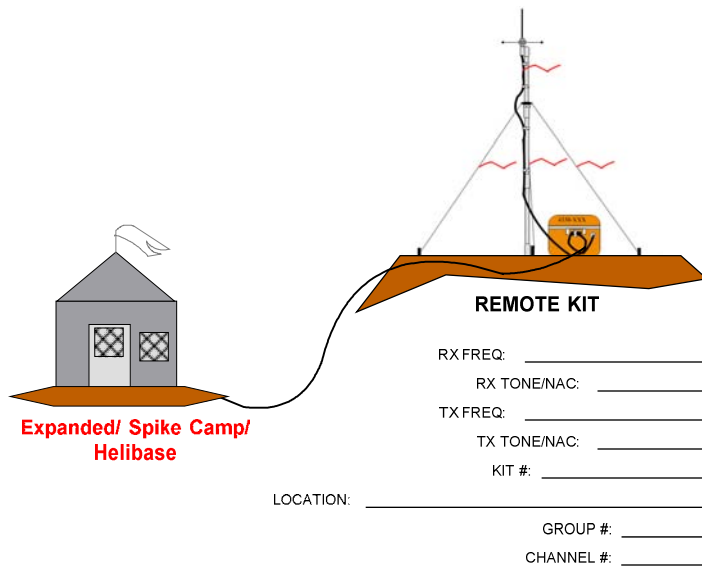 REMOTE KIT
RX FREQ:
RX TONE/NAC:
TX FREQ:
TX TONE/NAC:
KIT #:
LOCATION:
GROUP #:
CHANNEL #:
Expanded/ Spike Camp/
Helibase